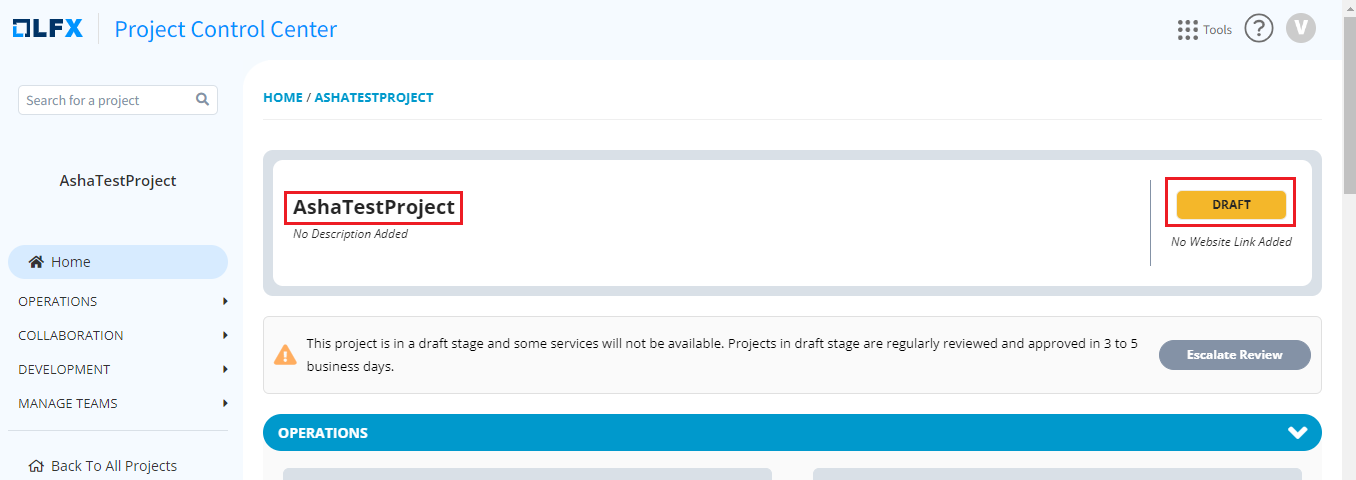 LFX Project Control Center
Tools
?
V
Search for a project
AshaTestProject
Home
OPERATIONS
COLLABORATION
DEVELOPMENT
MANAGE TEAMS
Back To All Projects
HOME / ASHATESTPROJECT
AshaTestProject
No Description Added
DRAFT
No Website Link Added
This project is in a draft stage and some services will not be available. Projects in draft stage are regularly reviewed and approved in 3 to 5
business days.
Escalate Review
OPERATIONS